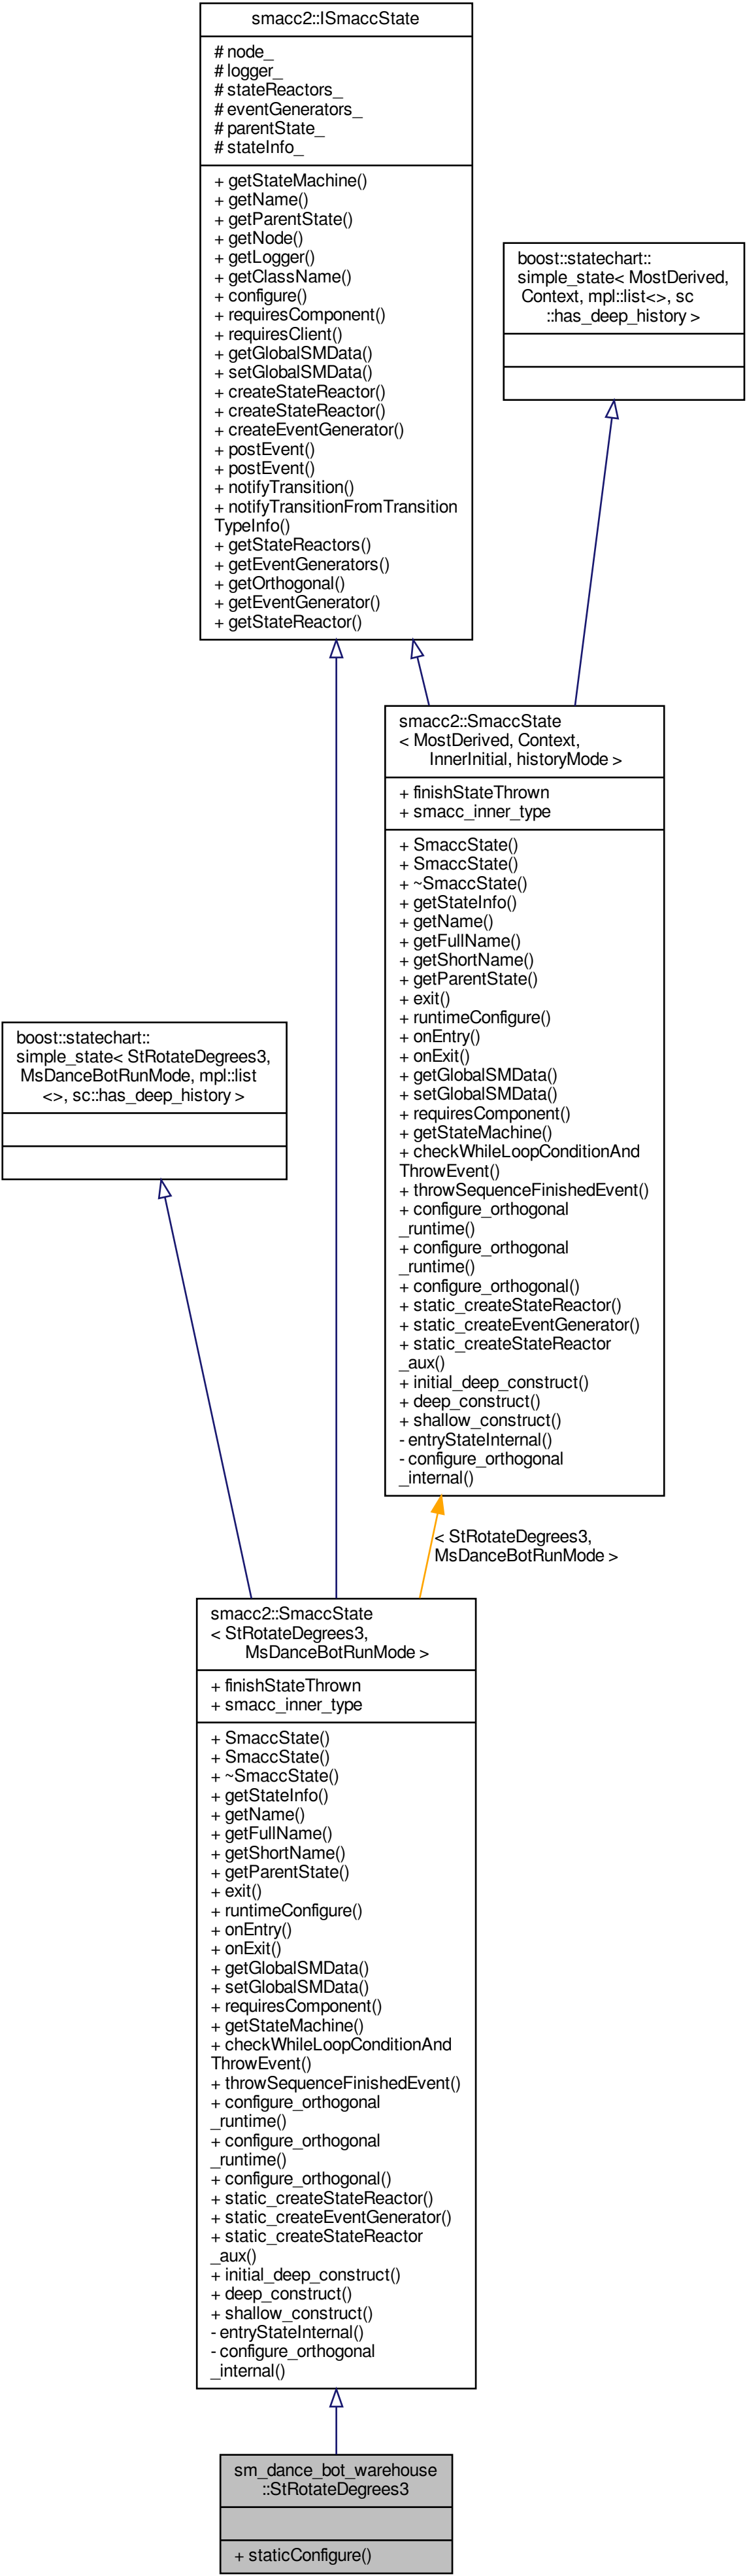 smacc2::ISmaccState
# node_
# logger_
# stateReactors_
# eventGenerators_
# parentState_
# stateInfo_
+ getStateMachine()
+ getName()
+ getParentState()
+ getNode()
+ getLogger()
+ getClassName()
+ configure()
+ requiresComponent()
+ requiresClient()
+ getGlobalSMData()
+ setGlobalSMData()
+ createStateReactor()
+ createStateReactor()
+ createEventGenerator()
+ postEvent()
+ postEvent()
+ notifyTransition()
+ notifyTransitionFromTransition
TypeInfo()
+ getStateReactors()
+ getEventGenerators()
+ getOrthogonal()
+ getEventGenerator()
+ getStateReactor()
boost::statechart::
simple_state< MostDerived,
Context, mpl::list<>, sc
::has_deep_history >
smacc2::SmaccState
< MostDerived, Context,
InnerInitial, historyMode >
+ finishStateThrown
+ smacc_inner_type
+ SmaccState()
+ SmaccState()
+ ~SmaccState()
+ getStateInfo()
+ getName()
+ getFullName()
+ getShortName()
+ getParentState()
+ exit()
+ runtimeConfigure()
+ onEntry()
+ onExit()
+ getGlobalSMData()
+ setGlobalSMData()
+ requiresComponent()
+ getStateMachine()
+ checkWhileLoopConditionAnd
ThrowEvent()
+ throwSequenceFinishedEvent()
+ configure_orthogonal
_runtime()
+ configure_orthogonal
_runtime()
+ configure_orthogonal()
+ static_createStateReactor()
+ static_createEventGenerator()
+ static_createStateReactor
_aux()
+ initial_deep_construct()
+ deep_construct()
+ shallow_construct()
- entryStateInternal()
- configure_orthogonal
_internal()
boost::statechart::
simple_state< StRotateDegrees3,
MsDanceBotRunMode, mpl::list
<>, sc::has_deep_history >
< StRotateDegrees3,
MsDanceBotRunMode >
smacc2::SmaccState
< StRotateDegrees3,
MsDanceBotRunMode >
+ finishStateThrown
+ smacc_inner_type
+ SmaccState()
+ SmaccState()
+ ~SmaccState()
+ getStateInfo()
+ getName()
+ getFullName()
+ getShortName()
+ getParentState()
+ exit()
+ runtimeConfigure()
+ onEntry()
+ onExit()
+ getGlobalSMData()
+ setGlobalSMData()
+ requiresComponent()
+ getStateMachine()
+ checkWhileLoopConditionAnd
ThrowEvent()
+ throwSequenceFinishedEvent()
+ configure_orthogonal
_runtime()
+ configure_orthogonal
_runtime()
+ configure_orthogonal()
+ static_createStateReactor()
+ static_createEventGenerator()
+ static_createStateReactor
_aux()
+ initial_deep_construct()
+ deep_construct()
+ shallow_construct()
- entryStateInternal()
- configure_orthogonal
_internal()
sm_dance_bot_warehouse
::StRotateDegrees3
+ staticConfigure()